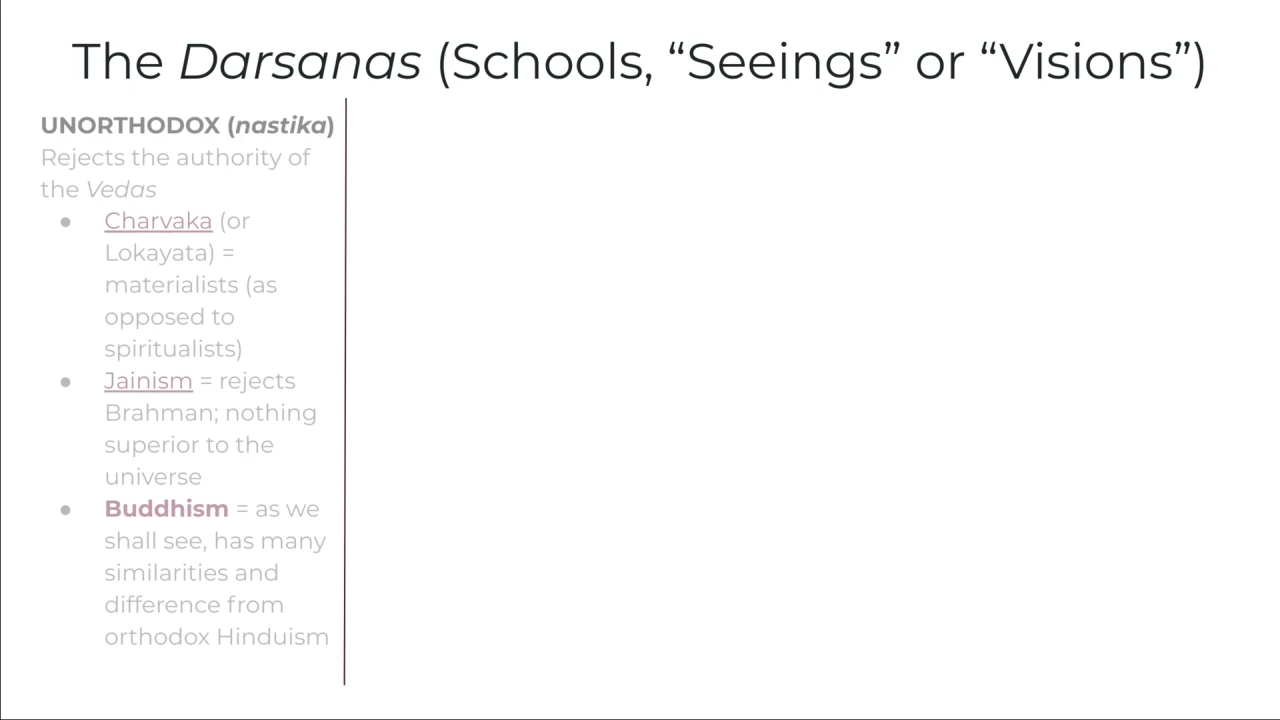 The Darsanas (Schools, “Seeings” or “Visions”)
UNORTHODOX (nastika)
Rejects the authority of
the Vedas
● Charvaka (or
Lokayata) =
materialists (as
opposed to
spiritualists)
● Jainism = rejects
Brahman; nothing
superior to the
universe
● Buddhism = as we
shall see, has many
similarities and
difference from
orthodox Hinduism